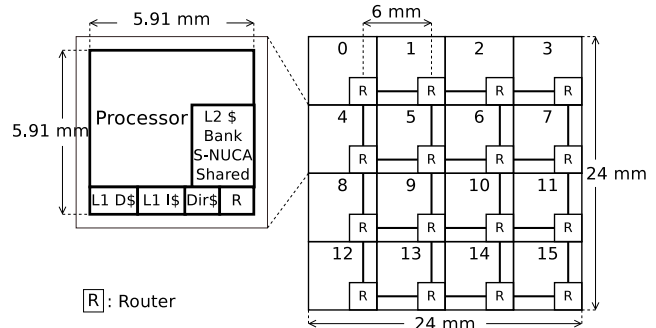 5.91 mm
6 mm
0 1 2 3
R R R R
5.91 mm
Processor
L2 $
Bank
S-NUCA
Shared
L1 D$ L1 I$ Dir$ R
4 5 6 7
R R R R
24 mm
8 9 10 11
R R R R
12 13 14 15
R R R R
R : Router
24 mm